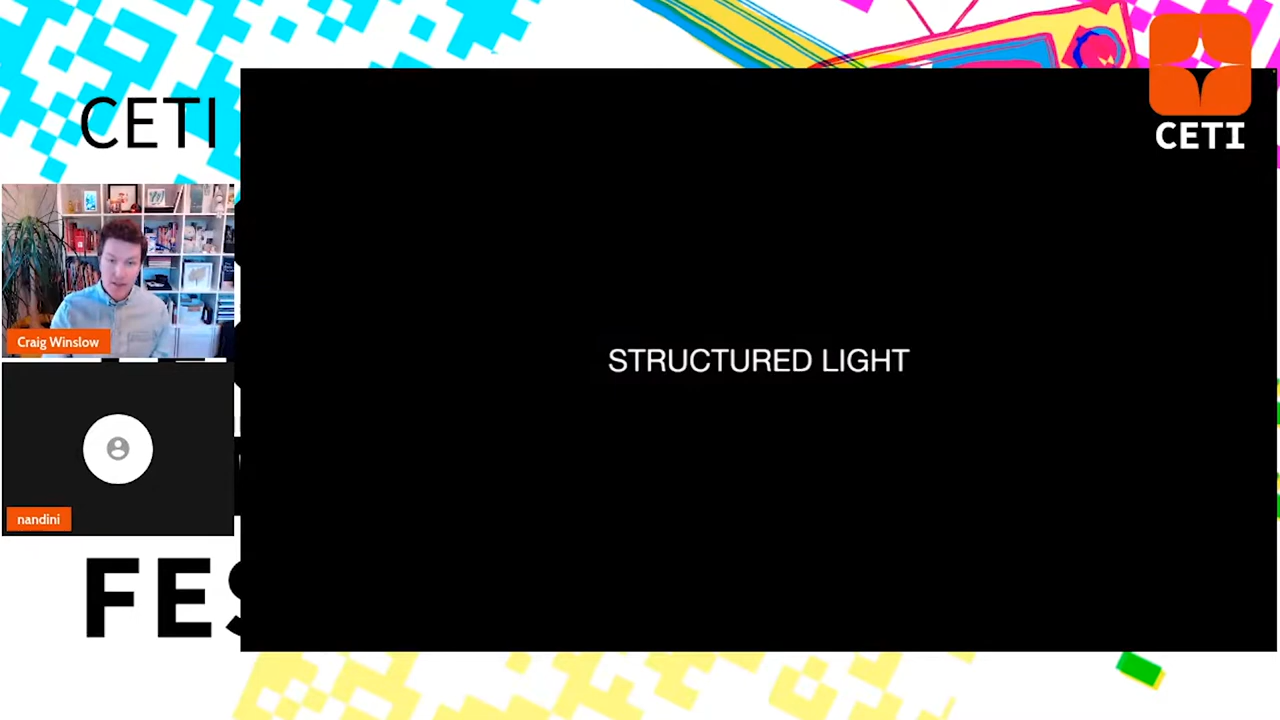 CETI
CETI
Craig Winslow
STRUCTURED LIGHT
nandini
FES